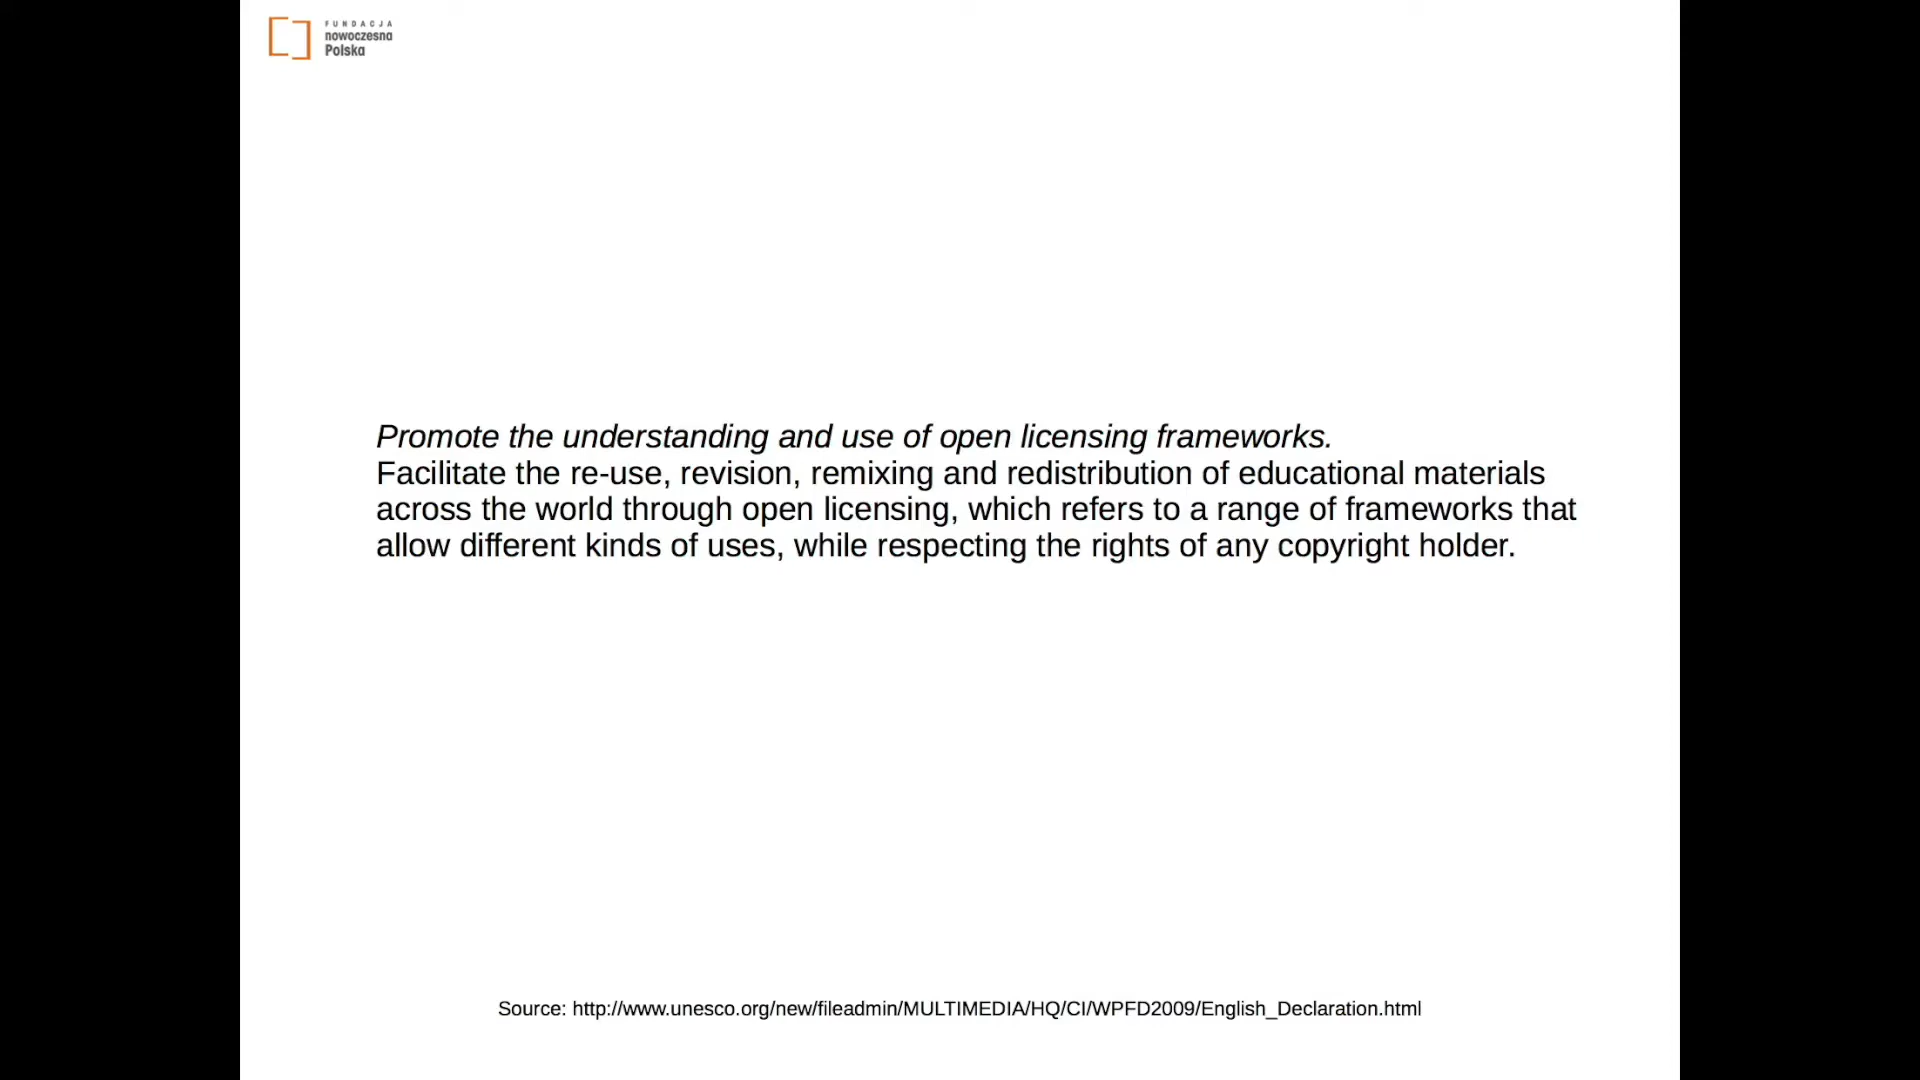 FUNDACJA
nowoczesna
Polska
Promote the understanding and use of open licensing frameworks.
Facilitate the re-use, revision, remixing and redistribution of educational materials
across the world through open licensing, which refers to a range of frameworks that
allow different kinds of uses, while respecting the rights of any copyright holder.
Source: http://www.unesco.org/new/fileadmin/MULTIMEDIA/HQ/CI/WPFD2009/English_Declaration.html